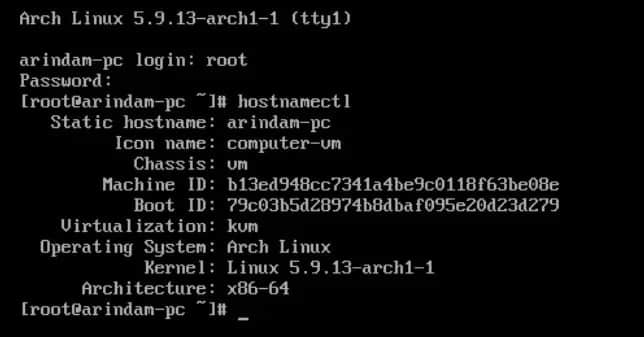 Arch Linux 5.9.13-arch1-1 (tty1)
arindam-pc login: root
Password:
[root@arindam-pc ~]# hostnamectl
Static hostname: arindam-pc
Icon name: computer-vm
Chassis: vm
Machine ID: b13ed948cc7341a4be9c0118f63be08e
Boot ID: 79c03b5d28974b8dbaf095e20d23d279
Virtualization: kvm
Operating System: Arch Linux
Kernel: Linux 5.9.13-arch1-1
Architecture: x86-64
[root@arindam-pc ~]# _